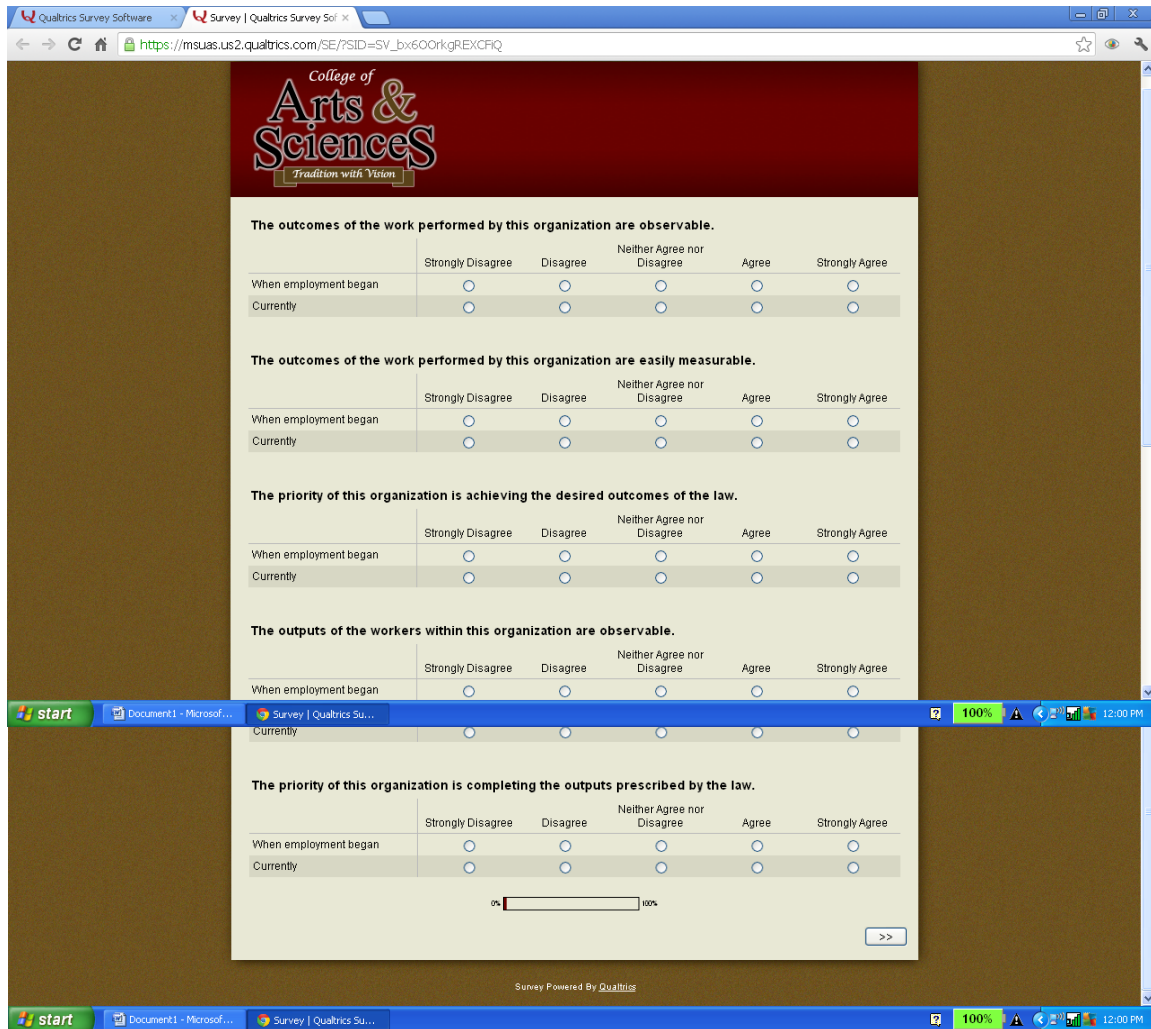 Qualtrics Survey Software
Survey | Qualtrics Survey Sof
https://msuas.us2.qualtrics.com/SE/?SID=SV_bx6OOrkgREXCFiQ
College of
Arts &
Sciences
Tradition with Vision
The outcomes of the work performed by this organization are observable.
Strongly Disagree Disagree Neither Agree nor Disagree Agree Strongly Agree
When employment began
Currently
The outcomes of the work performed by this organization are easily measurable.
Strongly Disagree Disagree Neither Agree nor Disagree Agree Strongly Agree
When employment began
Currently
The priority of this organization is achieving the desired outcomes of the law.
Strongly Disagree Disagree Neither Agree nor Disagree Agree Strongly Agree
When employment began
Currently
The outputs of the workers within this organization are observable.
Strongly Disagree Disagree Neither Agree nor Disagree Agree Strongly Agree
When employment began
start Document1 - Microsof... Survey | Qualtrics Su... 100% 12:00 PM
Currently
The priority of this organization is completing the outputs prescribed by the law.
Strongly Disagree Disagree Neither Agree nor Disagree Agree Strongly Agree
When employment began
Currently
0% 100%
>>
Survey Powered By Qualtrics
start Document1 - Microsof... Survey | Qualtrics Su... 100% 12:00 PM